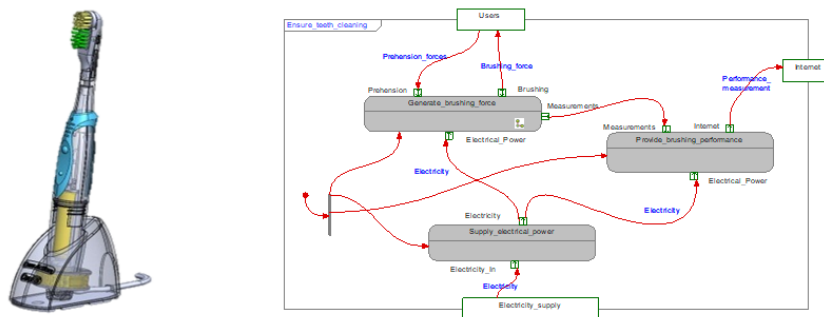 Users
Ensure_teeth_cleaning
Prehension_forces
Brushing_force
Internet
Performance_
measurement
Prehension
Brushing
Generate_brushing_force
Measurements
Measurements
Internet
Provide_brushing_performance
Electrical_Power
Electricity
Electrical_Power
Electricity
Electricity
Supply_electrical_power
Electricity_In
Electricity
Electricity_supply